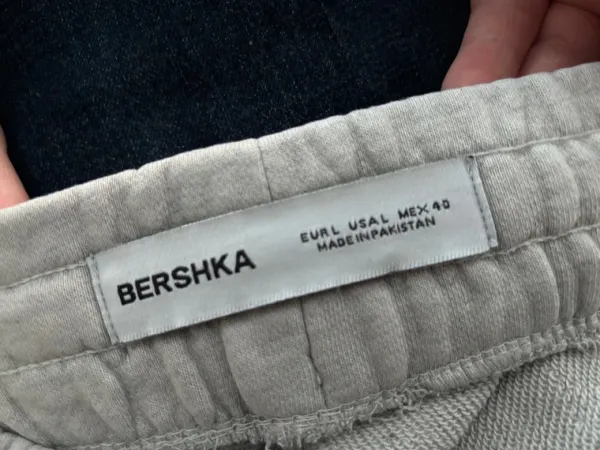 BERSHKA
EUR L USA L MEX 40
MADE IN PAKISTAN